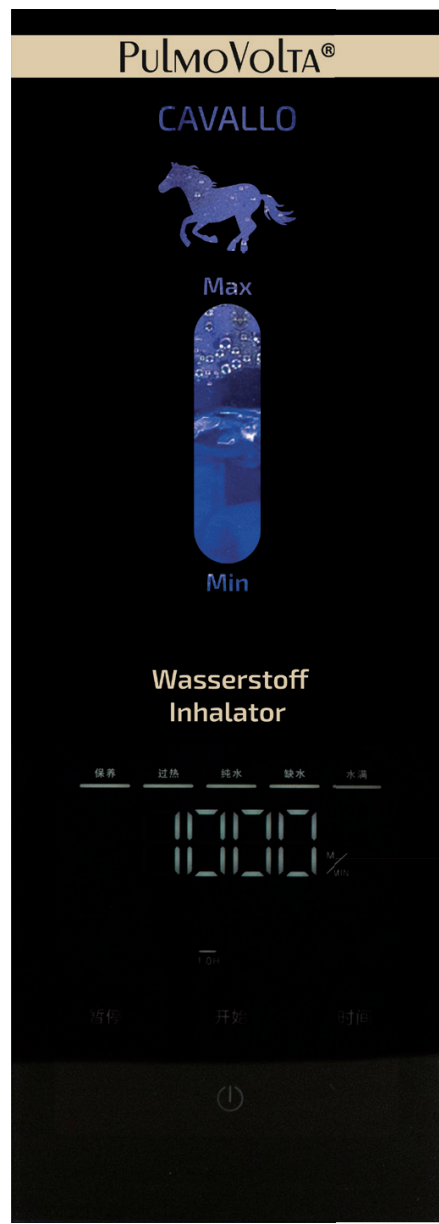 PulmoVolta®
CAVALLO
Max
Min
Wasserstoff
Inhalator
保养 过热 纯水 缺水 水满
1000 M/MIN
1.0H
暂停 开始 时间